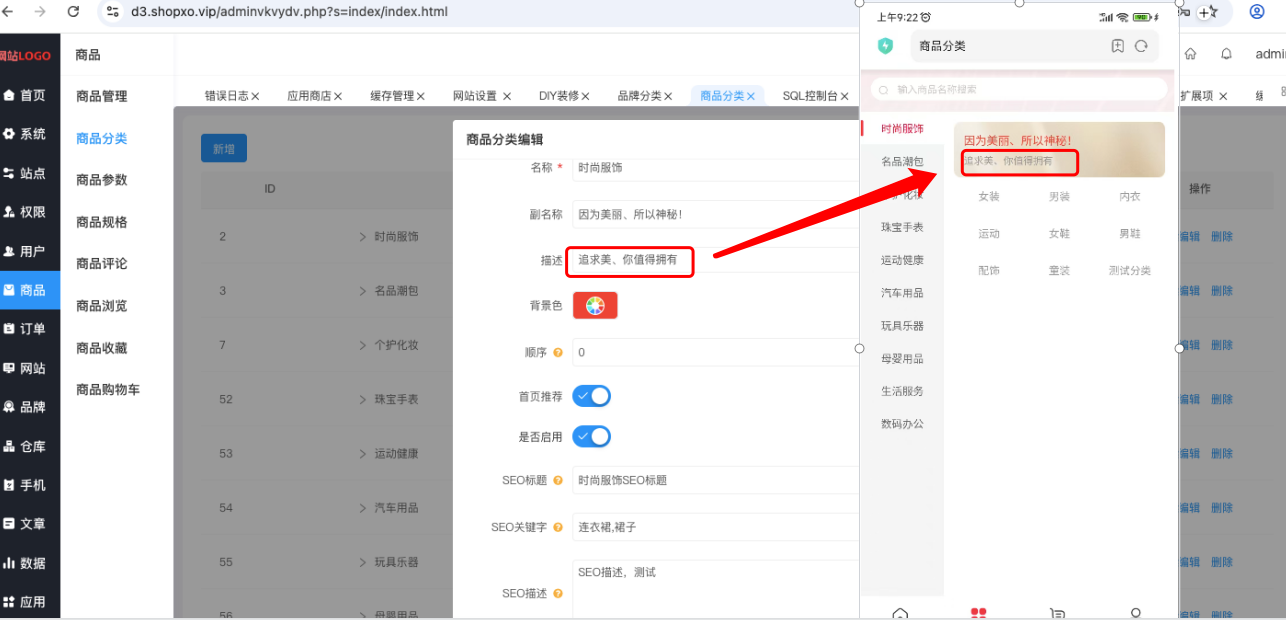 d3.shopxo.vip/adminvkvydv.php?s=index/index.html
网站LOGO
首页
系统
站点
权限
用户
商品
订单
网站
品牌
仓库
手机
文章
数据
应用
商品
商品管理
商品分类
商品参数
商品规格
商品评论
商品浏览
商品收藏
商品购物车
错误日志 应用商店 缓存管理 网站设置 DIY装修 品牌分类 商品分类 SQL控制台 扩展项
admin
新增
ID 操作
2 时尚服饰 编辑 删除
3 名品潮包 编辑 删除
7 个护化妆 编辑 删除
52 珠宝手表 编辑 删除
53 运动健康 编辑 删除
54 汽车用品 编辑 删除
55 玩具乐器 编辑 删除
56 母婴用品 编辑 删除
商品分类编辑
名称 * 时尚服饰
副名称 因为美丽、所以神秘!
描述 追求美、你值得拥有
背景色
顺序 0
首页推荐
是否启用
SEO标题 时尚服饰SEO标题
SEO关键字 连衣裙,裙子
SEO描述 SEO描述，测试
上午9:22
商品分类
输入商品名称搜索
时尚服饰
名品潮包
珠宝手表
运动健康
汽车用品
玩具乐器
母婴用品
生活服务
数码办公
因为美丽、所以神秘!
追求美、你值得拥有
女装 男装 内衣
运动 女鞋 男鞋
配饰 童装 测试分类